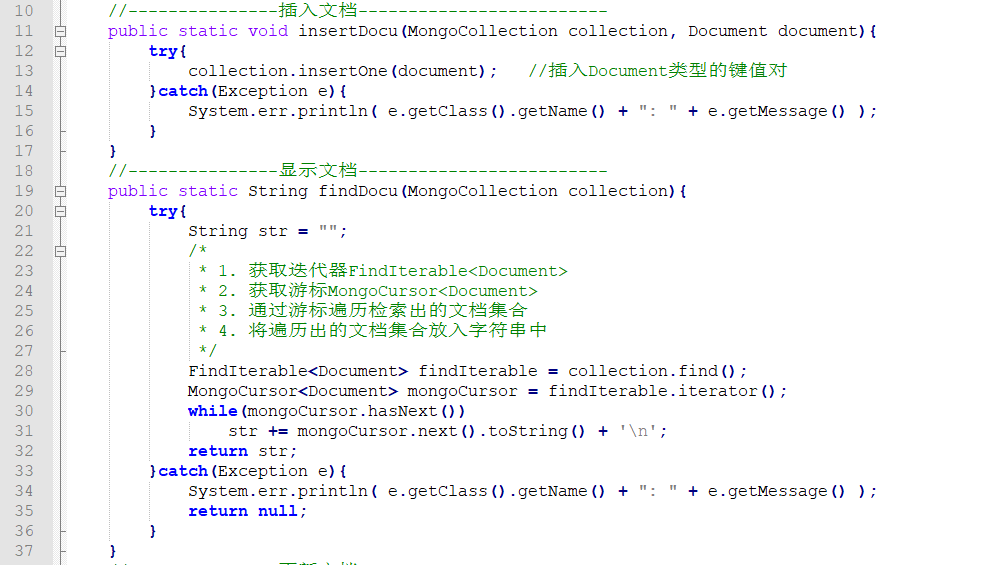 10 //---------------插入文档-------------------------
11 public static void insertDocu(MongoCollection collection, Document document){
12 try{
13 collection.insertOne(document); //插入Document类型的键值对
14 }catch(Exception e){
15 System.err.println( e.getClass().getName() + ": " + e.getMessage() );
16 }
17 }
18 //---------------显示文档-------------------------
19 public static String findDocu(MongoCollection collection){
20 try{
21 String str = "";
22 /*
23 * 1. 获取迭代器FindIterable<Document>
24 * 2. 获取游标MongoCursor<Document>
25 * 3. 通过游标遍历检索出的文档集合
26 * 4. 将遍历出的文档集合放入字符串中
27 */
28 FindIterable<Document> findIterable = collection.find();
29 MongoCursor<Document> mongoCursor = findIterable.iterator();
30 while(mongoCursor.hasNext())
31 str += mongoCursor.next().toString() + '\n';
32 return str;
33 }catch(Exception e){
34 System.err.println( e.getClass().getName() + ": " + e.getMessage() );
35 return null;
36 }
37 }